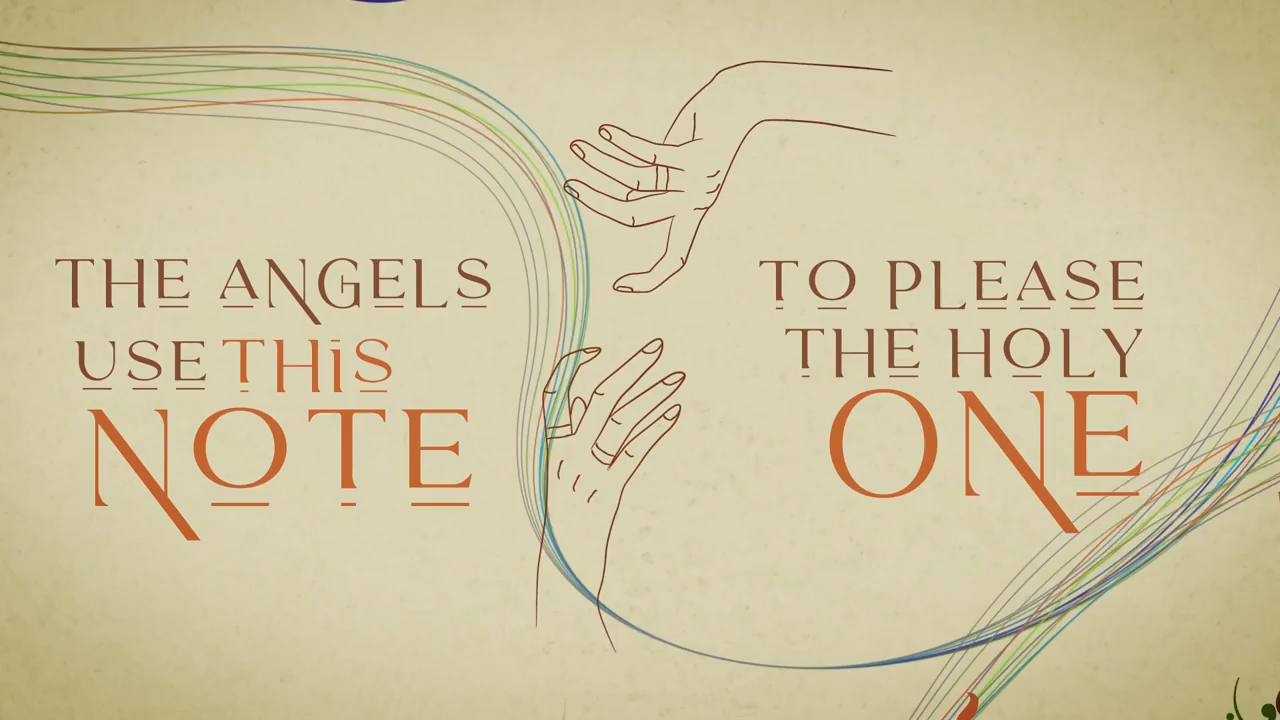 THE ANGELS
USE THiS
NOTE
TO PLEASE
THE HOLY
ONE